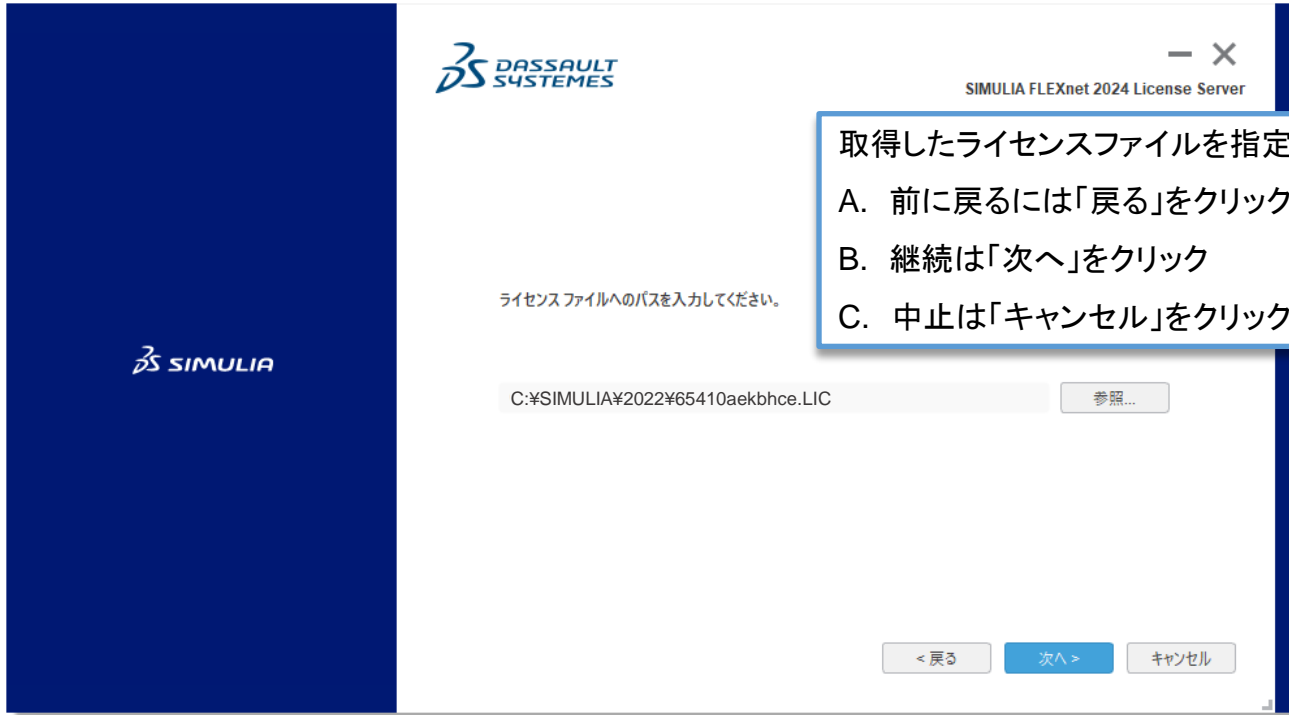 DASSAULT
SYSTEMES
SIMULIA FLEXnet 2024 License Server
取得したライセンスファイルを指定
A. 前に戻るには「戻る」をクリック
B. 継続は「次へ」をクリック
C. 中止は「キャンセル」をクリック
ライセンス ファイルへのパスを入力してください。
SIMULIA
C:¥SIMULIA¥2022¥65410aekbhce.LIC
参照...
< 戻る
次へ >
キャンセル